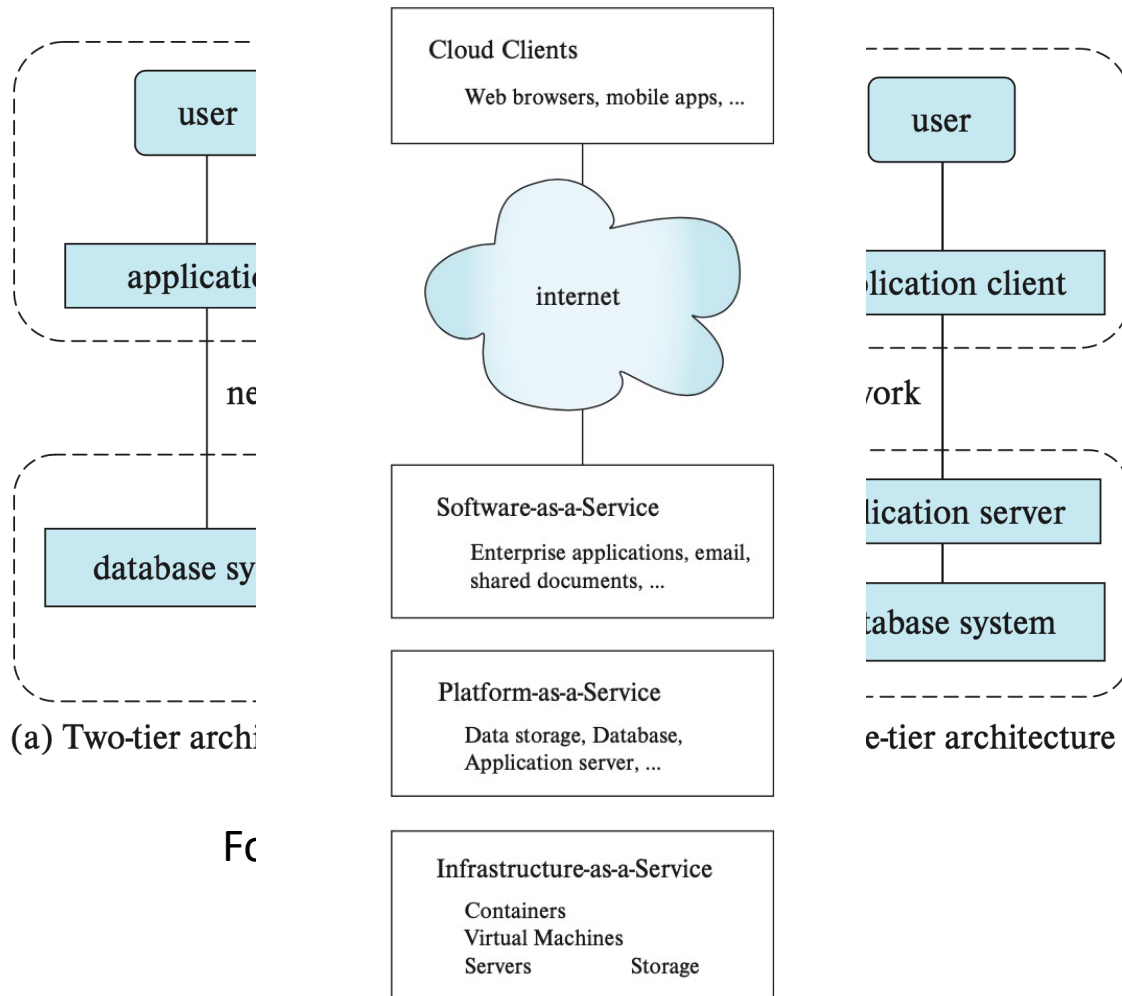 user
applicatio
ne
database sy
(a) Two-tier archi
Fo
Cloud Clients
Web browsers, mobile apps, ...
internet
Software-as-a-Service
Enterprise applications, email,
shared documents, ...
Platform-as-a-Service
Data storage, Database,
Application server, ...
Infrastructure-as-a-Service
Containers
Virtual Machines
Servers Storage
user
lication client
work
lication server
tabase system
e-tier architecture